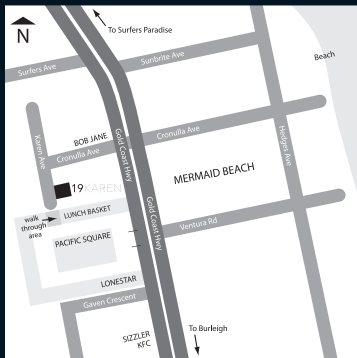 N
To Surfers Paradise
Surfers Ave
Sunbrite Ave
Beach
Karen Ave
BOB JANE
Cronulla Ave
Gold Coast Hwy
Cronulla Ave
Hedges Ave
19 KAREN
MERMAID BEACH
walk
through
area
LUNCH BASKET
Gold Coast Hwy
Ventura Rd
PACIFIC SQUARE
LONESTAR
Gaven Crescent
SIZZLER
KFC
To Burleigh